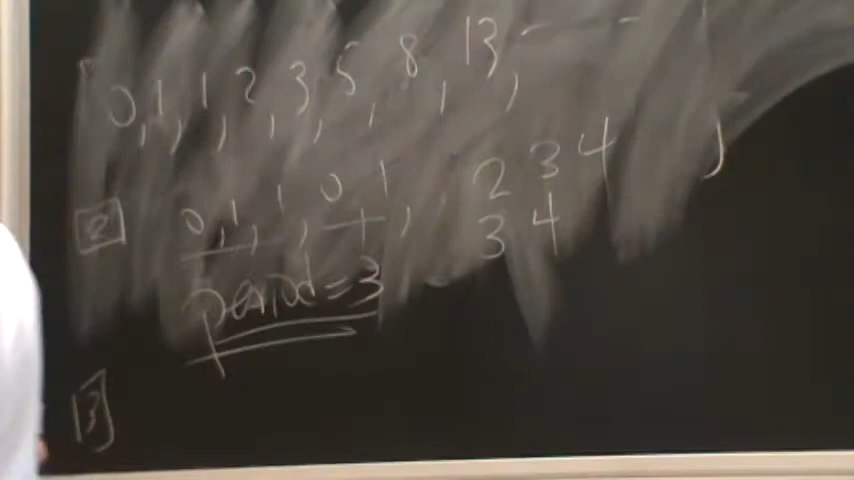 0, 1, 1, 2, 3, 5, 8, 13, - - -
2 0, 1, 1, 0 1, 2 3 4
3 4
period = 3
3